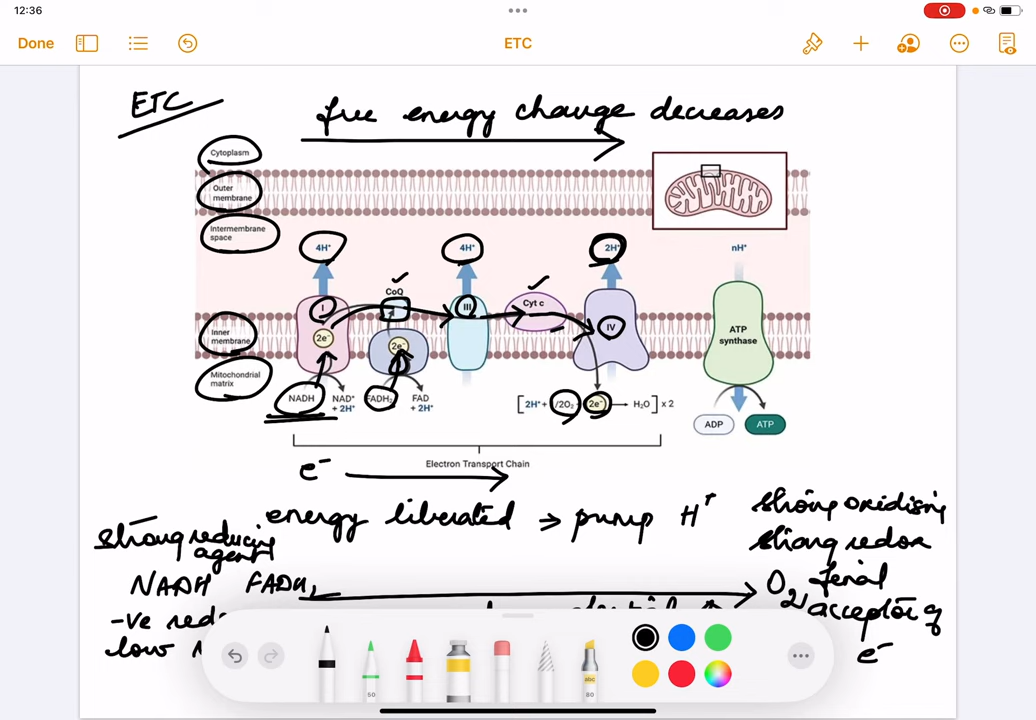 12:36
Done
ETC
ETC
free energy change decreases
Cytoplasm
Outer
membrane
Intermembrane
space
4H⁺
4H⁺
2H⁺
nH⁺
CoQ
I
III
Cyt c
IV
2e⁻
2e⁻
ATP
synthase
Inner
membrane
Mitochondrial
matrix
NADH
NAD⁺
+ 2H⁺
FADH₂
FAD
+ 2H⁺
[2H⁺+ /2O₂ 2e⁻ → H₂O] x 2
ADP
ATP
Electron Transport Chain
e⁻
energy liberated ⇒ pump H⁺
strong reducing
agent
NADH FADH₂
-ve
low
strong oxidising
strong redox
O₂ final
acceptor of
e⁻
50
abc
80